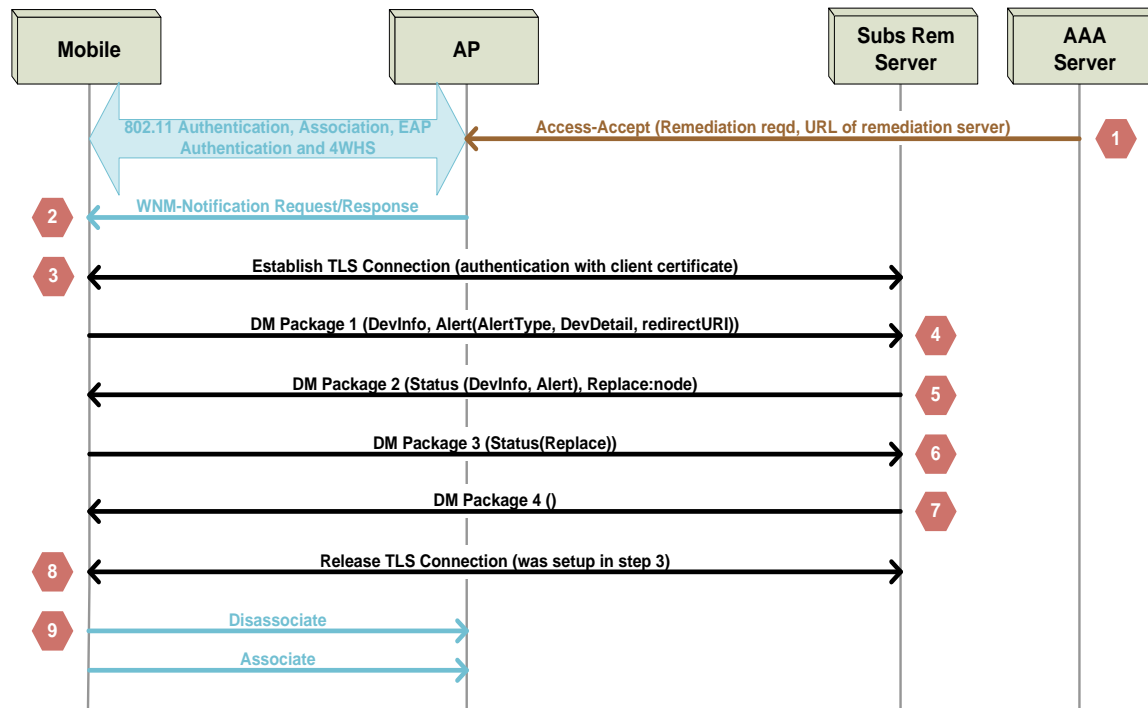 Mobile
AP
Subs Rem
Server
AAA
Server
802.11 Authentication, Association, EAP
Authentication and 4WHS
Access-Accept (Remediation reqd, URL of remediation server)
1
2
WNM-Notification Request/Response
3
Establish TLS Connection (authentication with client certificate)
DM Package 1 (DevInfo, Alert(AlertType, DevDetail, redirectURI))
4
DM Package 2 (Status (DevInfo, Alert), Replace:node)
5
DM Package 3 (Status(Replace))
6
DM Package 4 ()
7
8
Release TLS Connection (was setup in step 3)
9
Disassociate
Associate